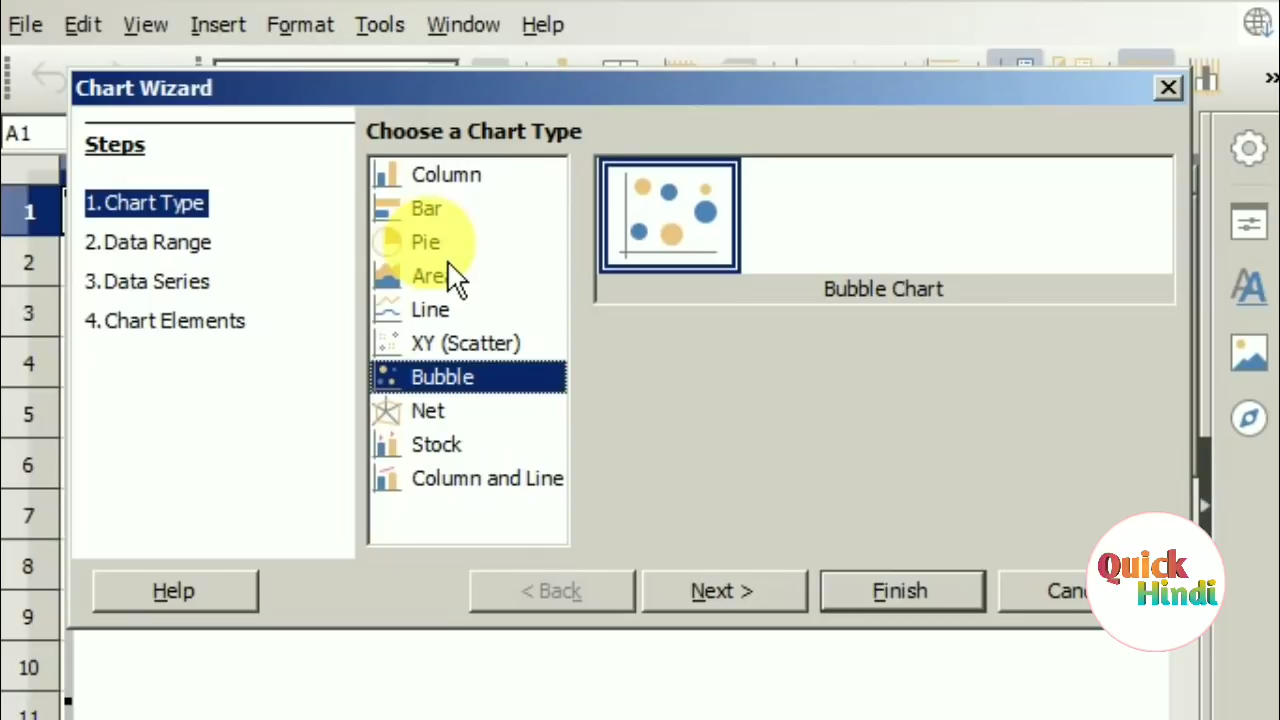 File Edit View Insert Format Tools Window Help
Chart Wizard
A1
Steps
1. Chart Type
2. Data Range
3. Data Series
4. Chart Elements
Choose a Chart Type
Column
Bar
Pie
Area
Line
XY (Scatter)
Bubble
Net
Stock
Column and Line
Bubble Chart
1
2
3
4
5
6
7
8
9
10
11
Help < Back Next > Finish
Quick
Hindi